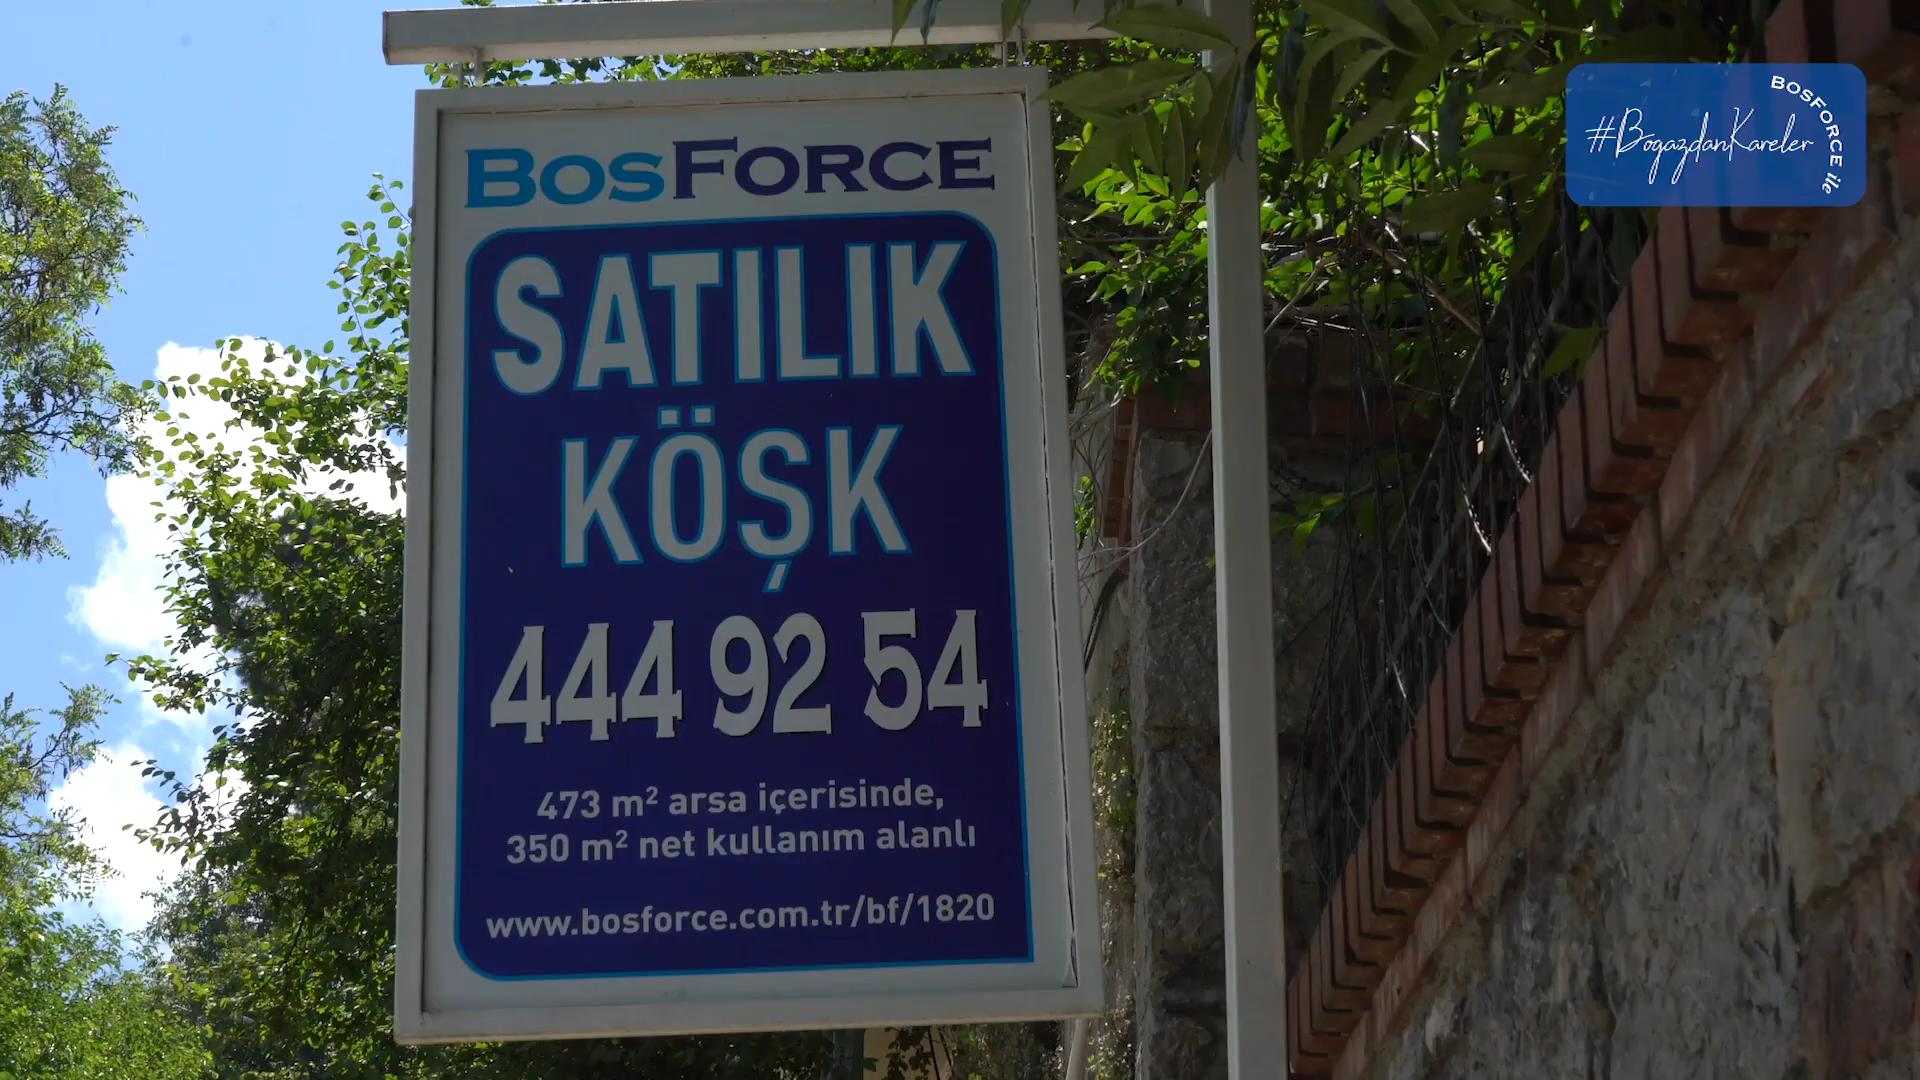 BOSFORCE
SATILIK
KÖŞK
444 92 54
473 m² arsa içerisinde,
350 m² net kullanım alanlı
www.bosforce.com.tr/bf/1820
#BogazdanKareler
BOSFORCE ile